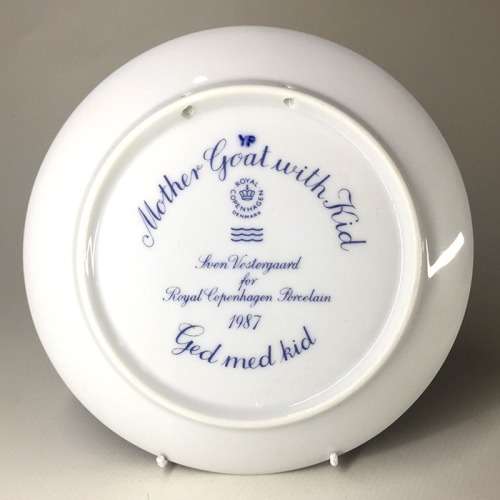 YP
Mother Goat with Kid
ROYAL
COPENHAGEN
DENMARK
Sven Vestergaard
for
Royal Copenhagen Porcelain
1987
Ged med kid